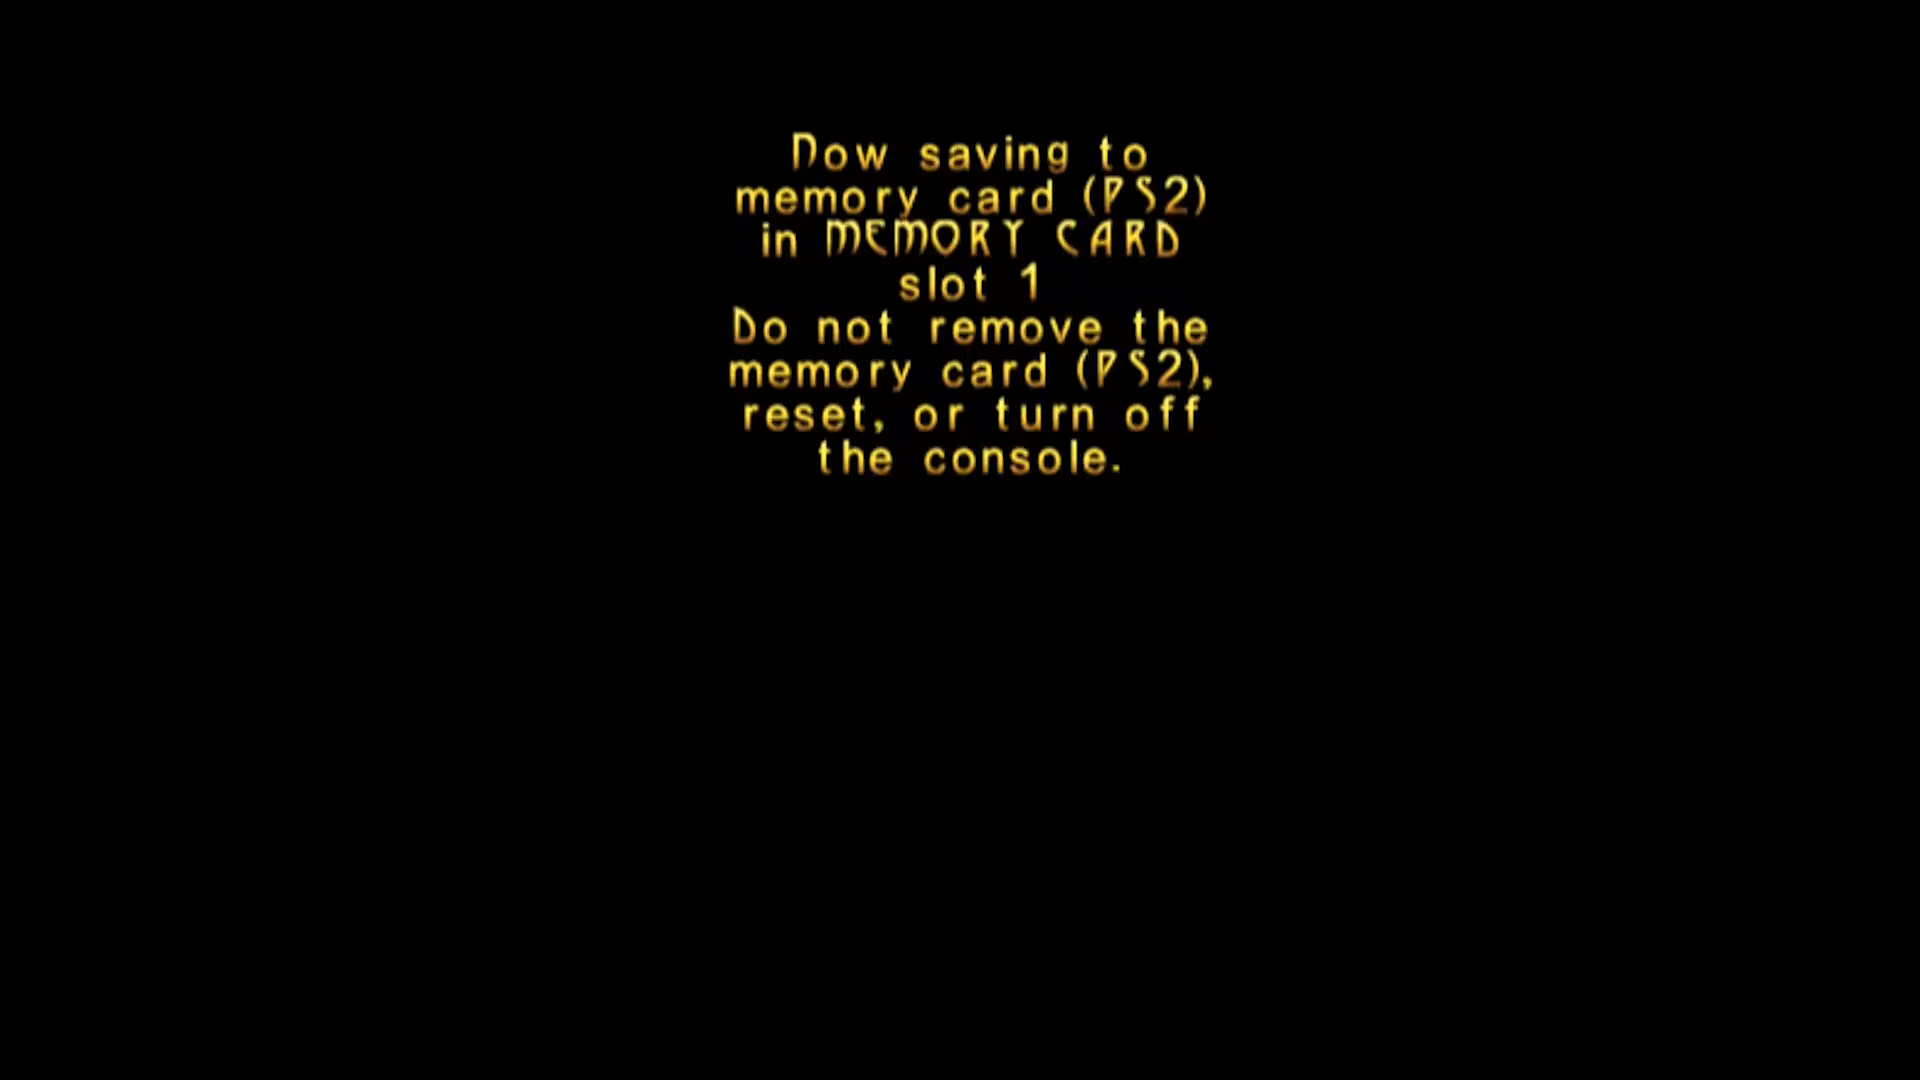 Now saving to
memory card (PS2)
in MEMORY CARD
slot 1
Do not remove the
memory card (PS2),
reset, or turn off
the console.